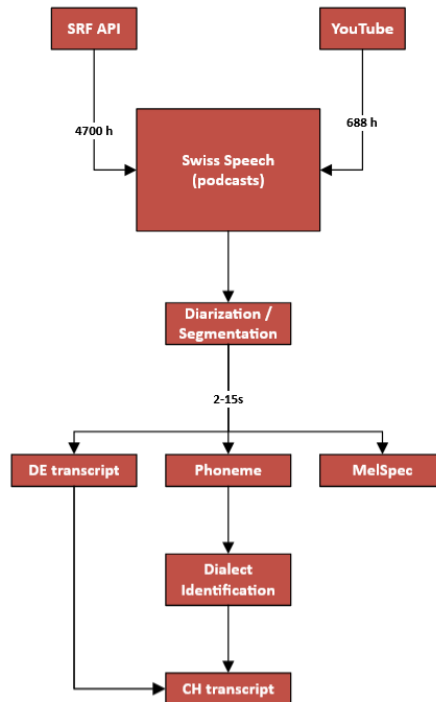 SRF API
YouTube
4700 h
688 h
Swiss Speech
(podcasts)
Diarization /
Segmentation
2-15s
DE transcript
Phoneme
MelSpec
Dialect
Identification
CH transcript